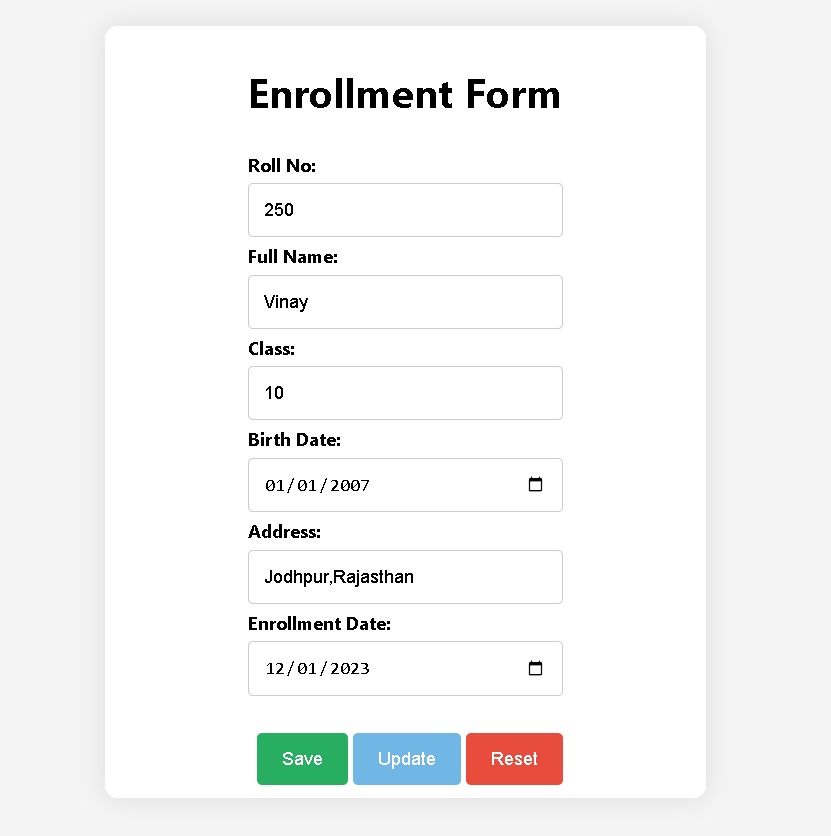 Enrollment Form
Roll No:
250
Full Name:
Vinay
Class:
10
Birth Date:
01/01/2007
Address:
Jodhpur,Rajasthan
Enrollment Date:
12/01/2023
Save Update Reset